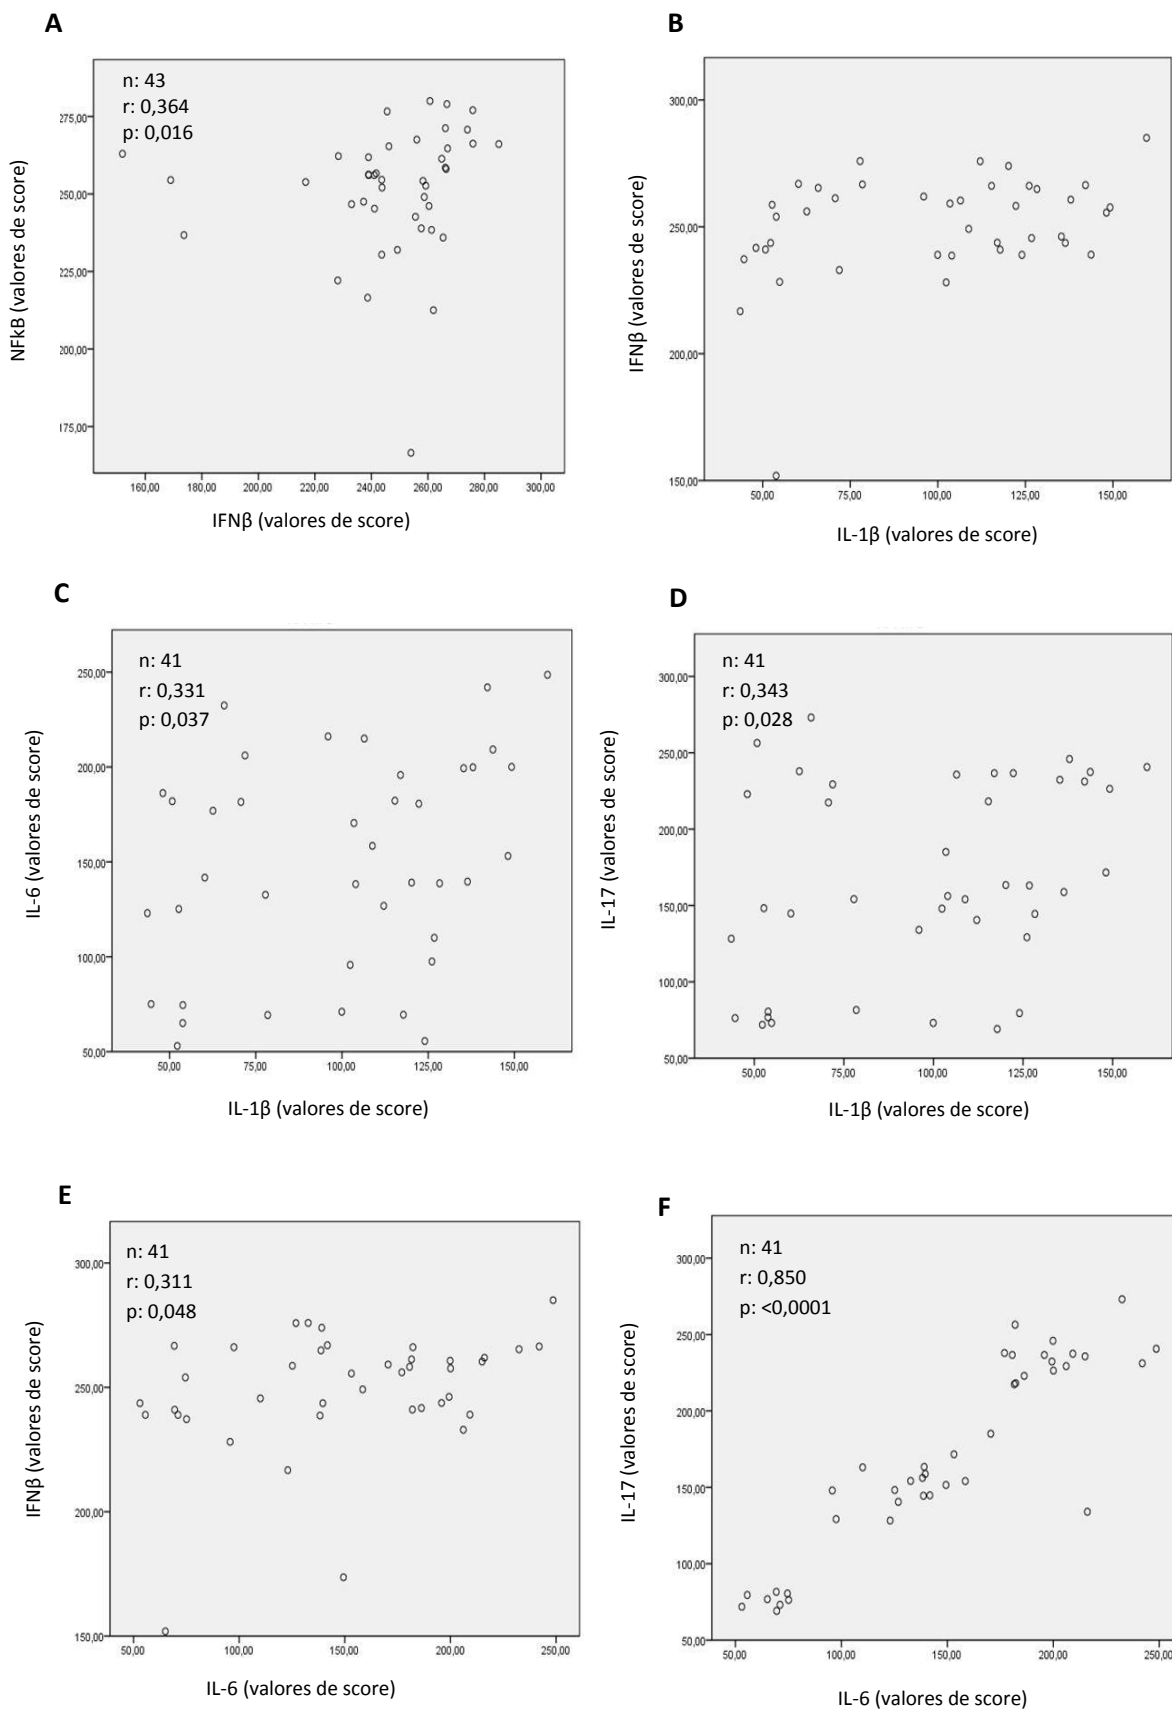 A
n: 43
r: 0,364
p: 0,016
275,00
250,00
225,00
200,00
175,00
NFkB (valores de score)
160,00 180,00 200,00 220,00 240,00 260,00 280,00 300,00
IFNβ (valores de score)
B
300,00
250,00
200,00
150,00
IFNβ (valores de score)
50,00 75,00 100,00 125,00 150,00
IL-1β (valores de score)
C
n: 41
r: 0,331
p: 0,037
250,00
200,00
150,00
100,00
50,00
IL-6 (valores de score)
50,00 75,00 100,00 125,00 150,00
IL-1β (valores de score)
D
n: 41
r: 0,343
p: 0,028
300,00
250,00
200,00
150,00
100,00
50,00
IL-17 (valores de score)
50,00 75,00 100,00 125,00 150,00
IL-1β (valores de score)
E
n: 41
r: 0,311
p: 0,048
300,00
250,00
200,00
150,00
IFNβ (valores de score)
50,00 100,00 150,00 200,00 250,00
IL-6 (valores de score)
F
n: 41
r: 0,850
p: <0,0001
300,00
250,00
200,00
150,00
100,00
50,00
IL-17 (valores de score)
50,00 100,00 150,00 200,00 250,00
IL-6 (valores de score)